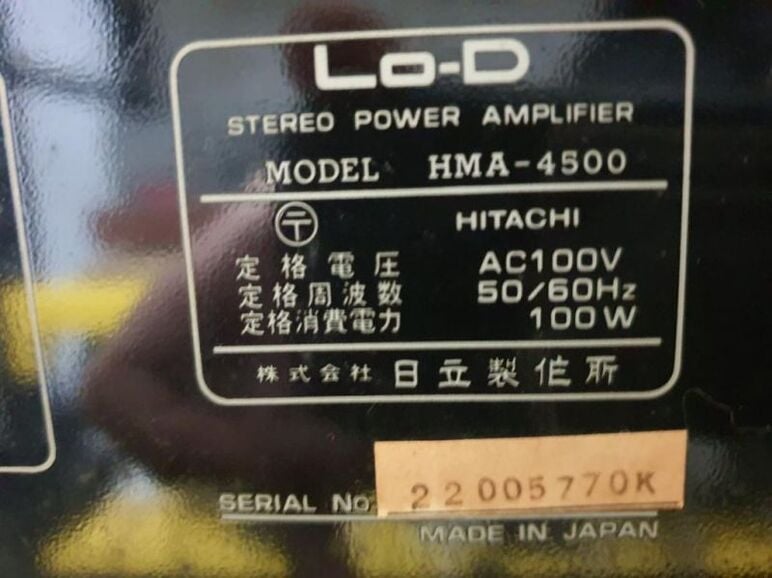 Lo-D
STEREO POWER AMPLIFIER
MODEL HMA-4500
〒 HITACHI
定格電圧 AC100V
定格周波数 50/60Hz
定格消費電力 100W
株式会社 日立製作所
SERIAL No. 22005770K
MADE IN JAPAN